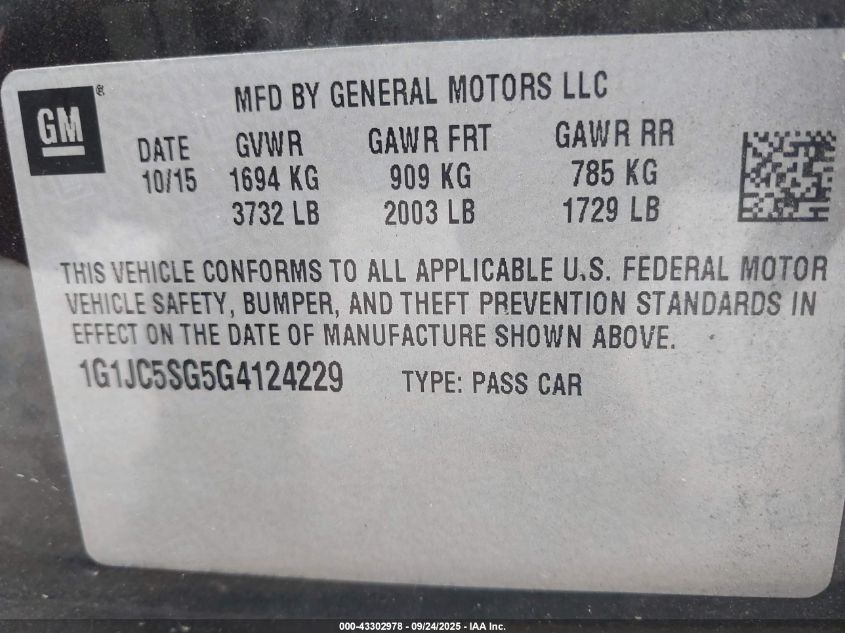 GM®
MFD BY GENERAL MOTORS LLC
DATE GVWR GAWR FRT GAWR RR
10/15 1694 KG 909 KG 785 KG
3732 LB 2003 LB 1729 LB
THIS VEHICLE CONFORMS TO ALL APPLICABLE U.S. FEDERAL MOTOR
VEHICLE SAFETY, BUMPER, AND THEFT PREVENTION STANDARDS IN
EFFECT ON THE DATE OF MANUFACTURE SHOWN ABOVE.
1G1JC5SG5G4124229 TYPE: PASS CAR
000-43302978 - 09/24/2025 - IAA Inc.